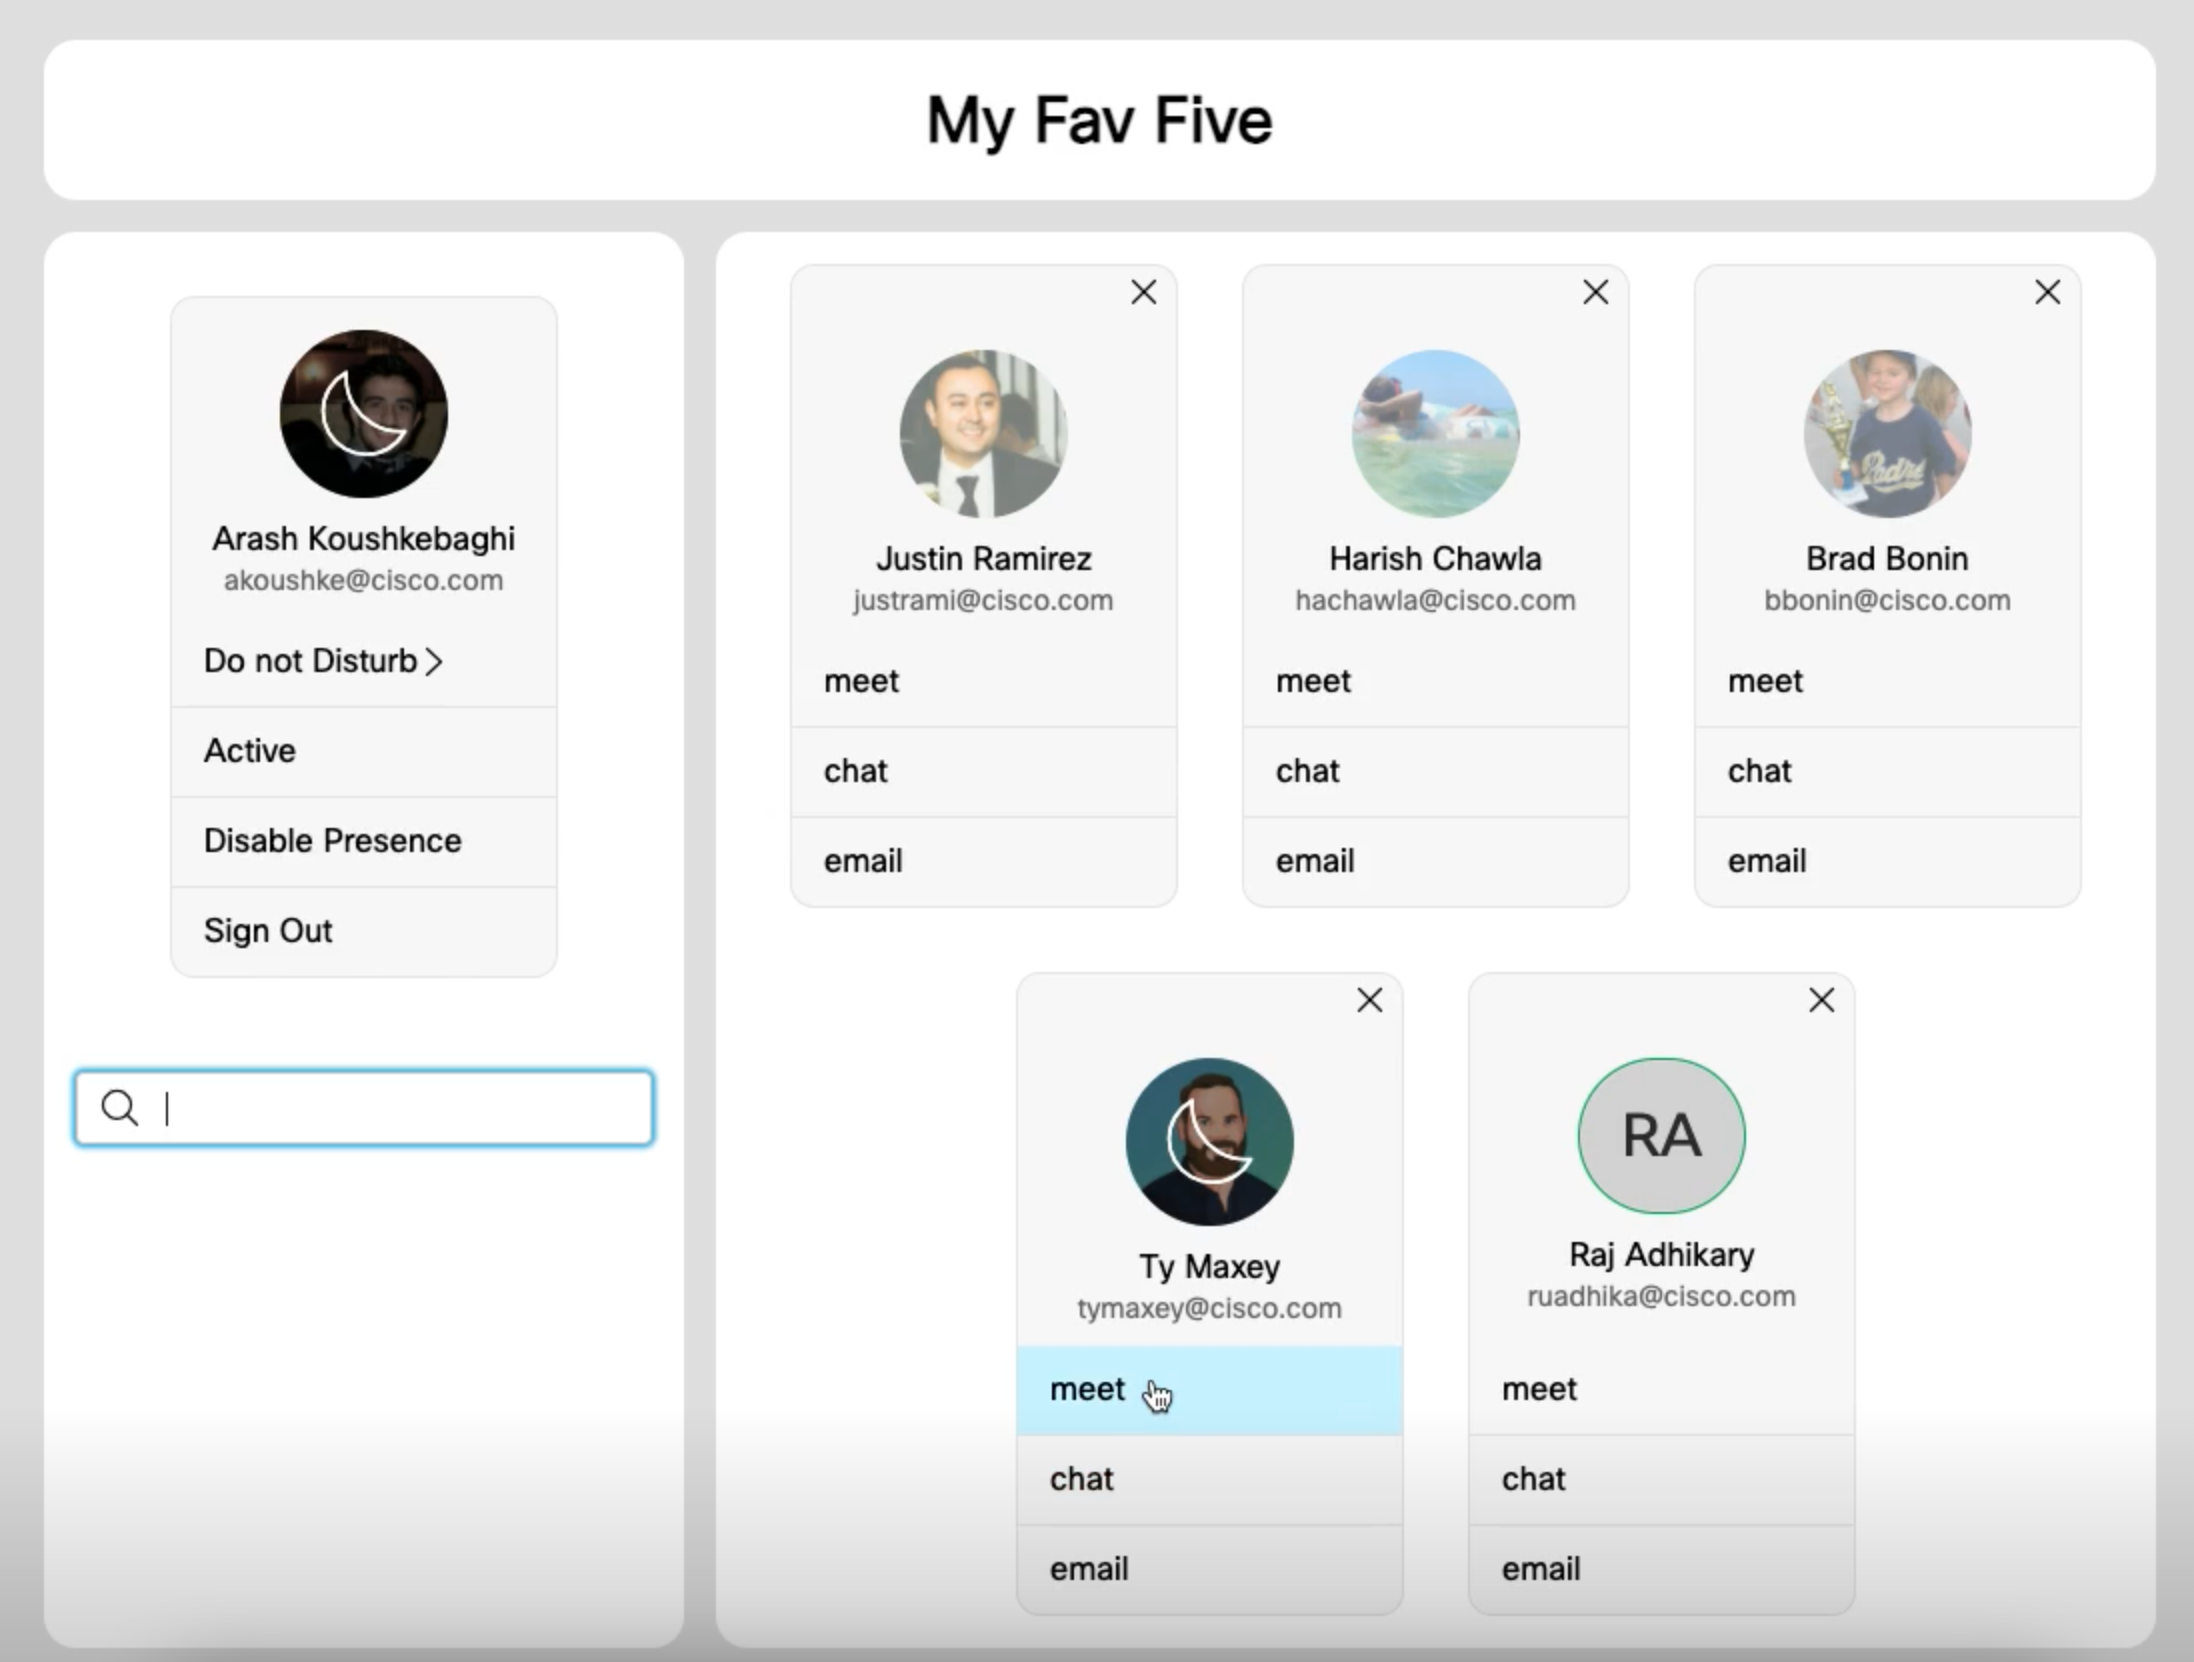 My Fav Five
Arash Koushkebaghi
akoushke@cisco.com
Do not Disturb
Active
Disable Presence
Sign Out
Justin Ramirez
justrami@cisco.com
meet
chat
email
Harish Chawla
hachawla@cisco.com
meet
chat
email
Padres
Brad Bonin
bbonin@cisco.com
meet
chat
email
Ty Maxey
tymaxey@cisco.com
meet
chat
email
RA
Raj Adhikary
ruadhika@cisco.com
meet
chat
email